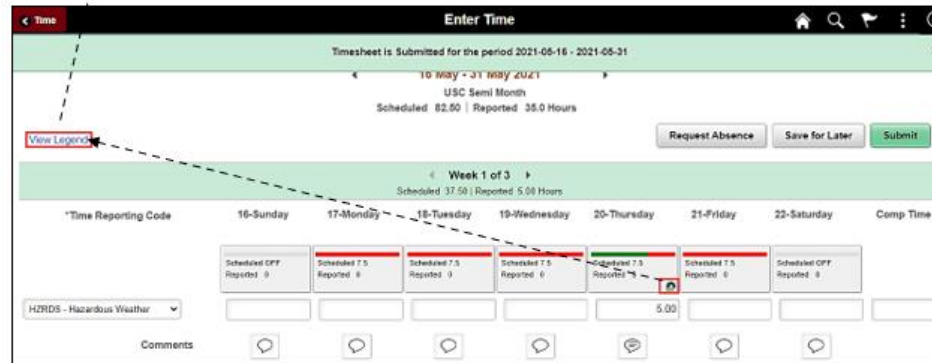 Time
Enter Time
Timesheet is Submitted for the period 2021-05-16 - 2021-05-31
16 May - 31 May 2021
USC Semi Month
Scheduled 82.50 | Reported 35.0 Hours
View Legend
Request Absence
Save for Later
Submit
Week 1 of 3
Scheduled 37.50 | Reported 5.00 Hours
*Time Reporting Code 16-Sunday 17-Monday 18-Tuesday 19-Wednesday 20-Thursday 21-Friday 22-Saturday Comp Time
Scheduled OFF Scheduled 7.5 Scheduled 7.5 Scheduled 7.5 Scheduled 7.5 Scheduled 7.5 Scheduled OFF
Reported 0 Reported 0 Reported 0 Reported 0 Reported 5 Reported 0 Reported 0
HZRDS - Hazardous Weather 5.00
Comments